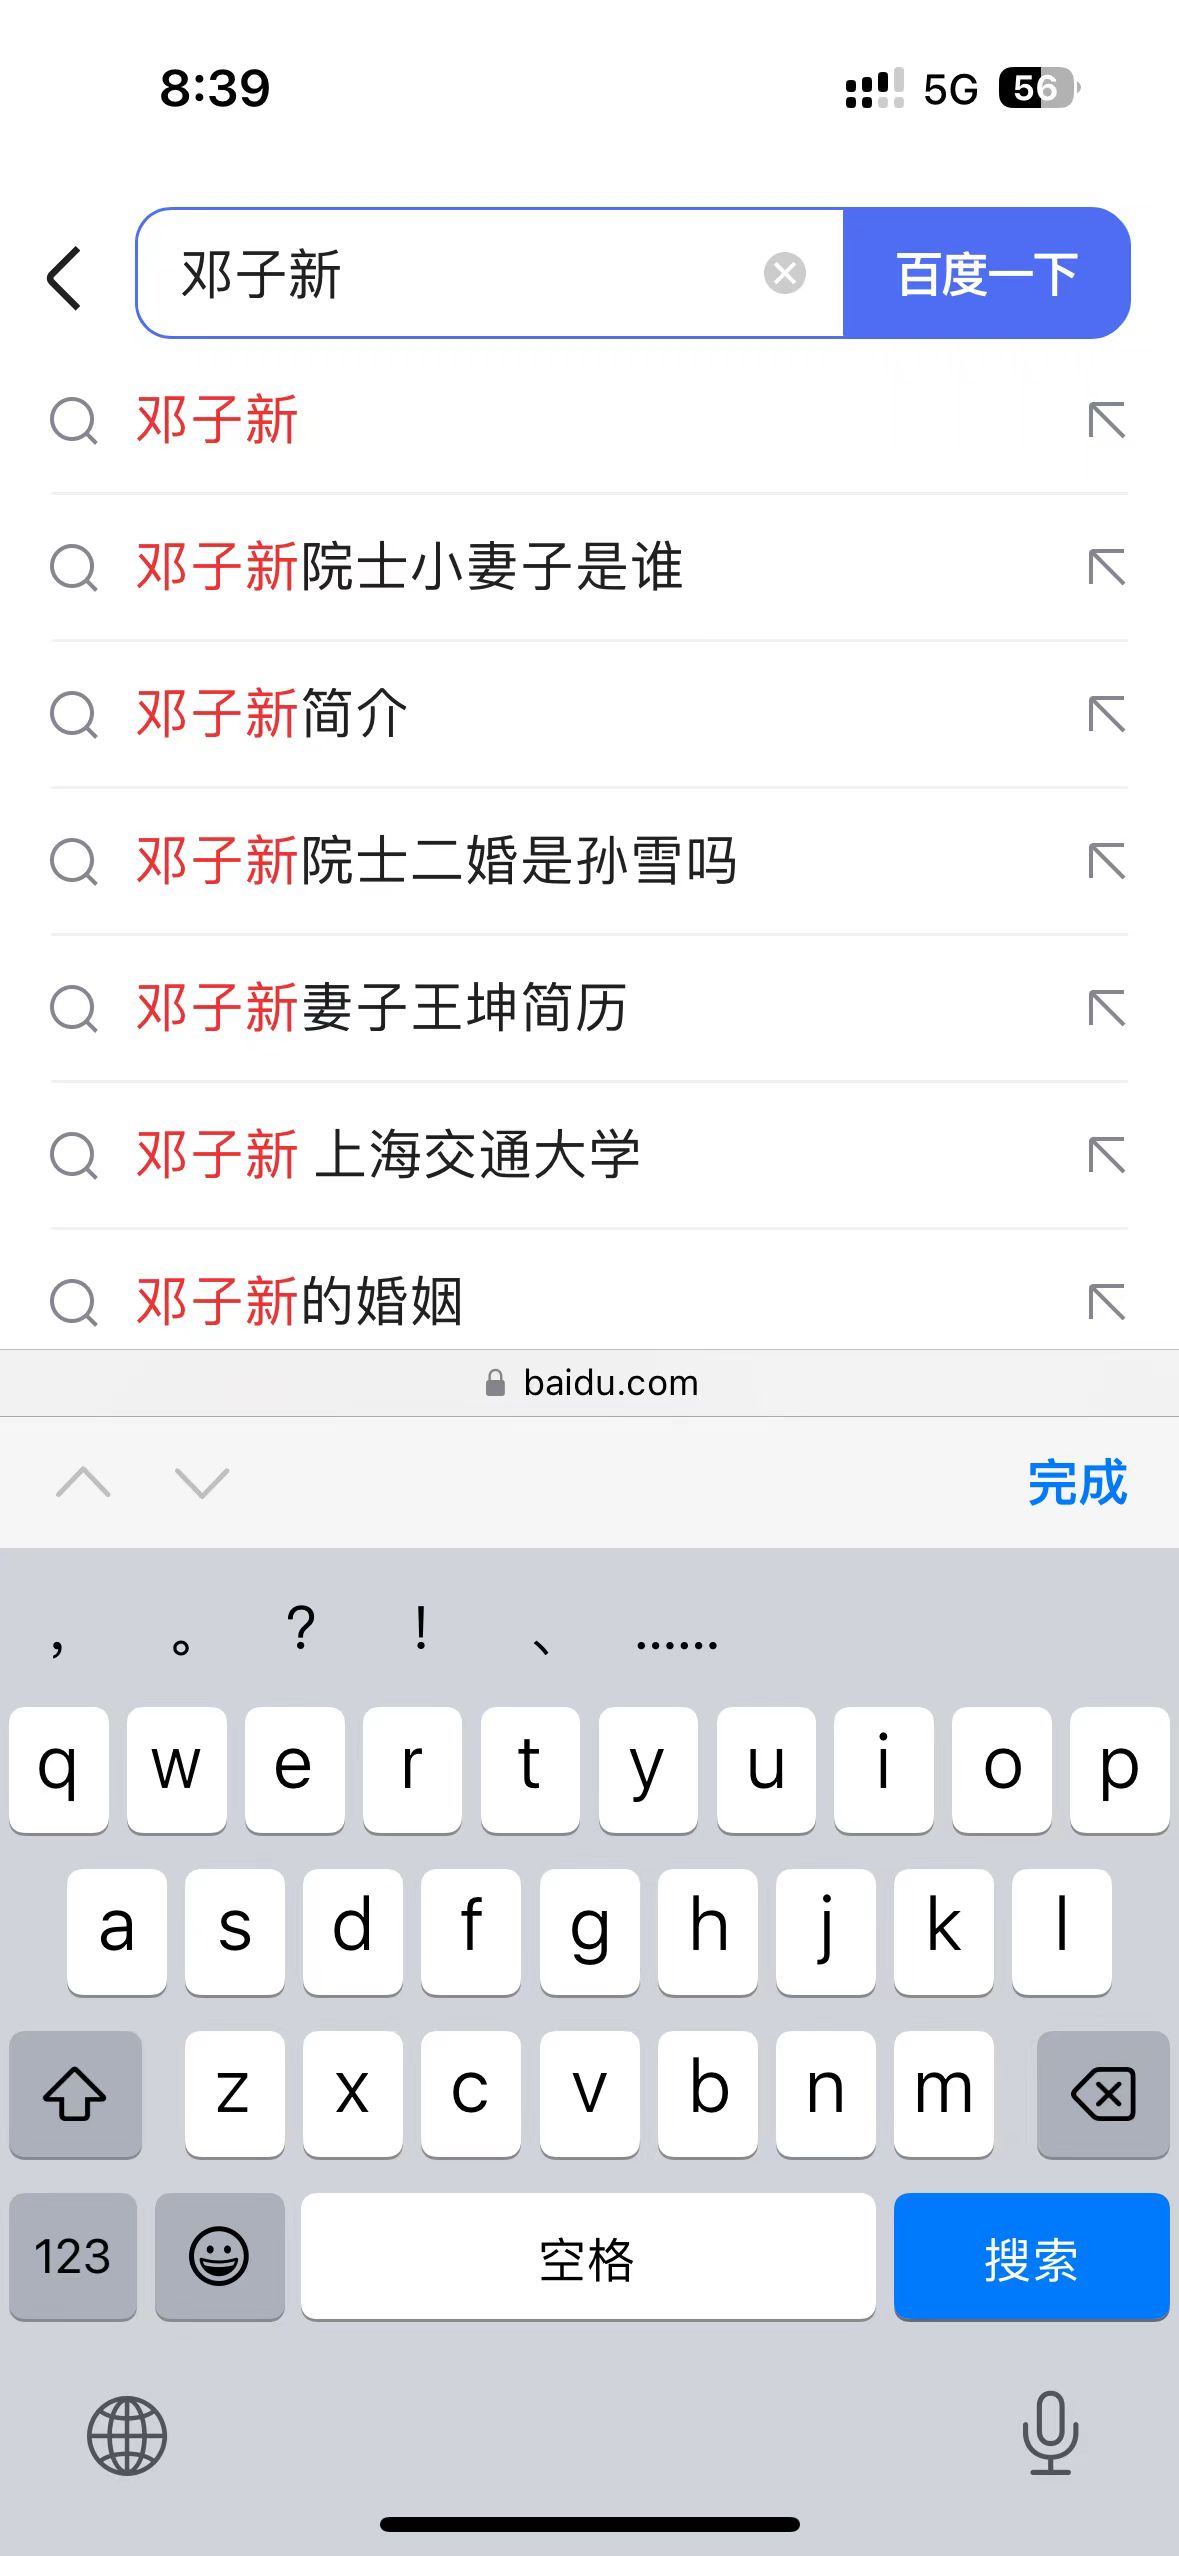 8:39
5G
56
邓子新
百度一下
邓子新
邓子新院士小妻子是谁
邓子新简介
邓子新院士二婚是孙雪吗
邓子新妻子王坤简历
邓子新 上海交通大学
邓子新的婚姻
baidu.com
完成
， 。 ？ ！ 、 ……
q w e r t y u i o p
a s d f g h j k l
z x c v b n m
123
空格
搜索